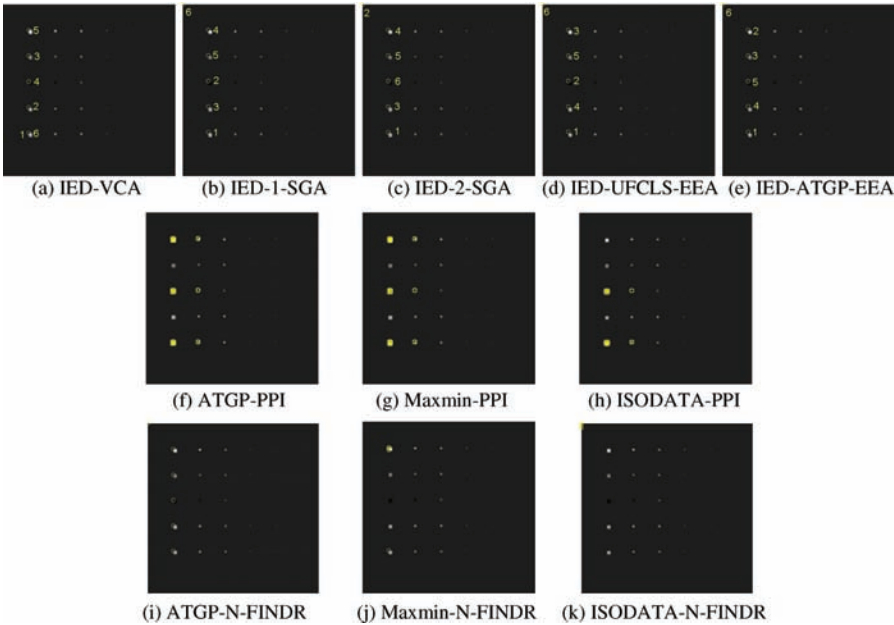 6 2 6 6
5 4 4 3 2
3 5 5 5 3
4 2 6 2 5
2 3 3 4 4
1 6 1 1 1 1
(a) IED-VCA (b) IED-1-SGA (c) IED-2-SGA (d) IED-UFCLS-EEA (e) IED-ATGP-EEA
(f) ATGP-PPI (g) Maxmin-PPI (h) ISODATA-PPI
(i) ATGP-N-FINDR (j) Maxmin-N-FINDR (k) ISODATA-N-FINDR